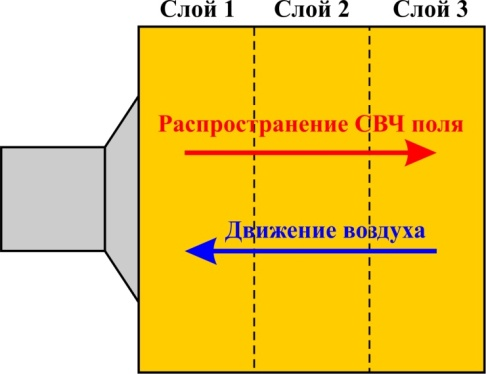 Слой 1 Слой 2 Слой 3
Распространение СВЧ поля
Движение воздуха